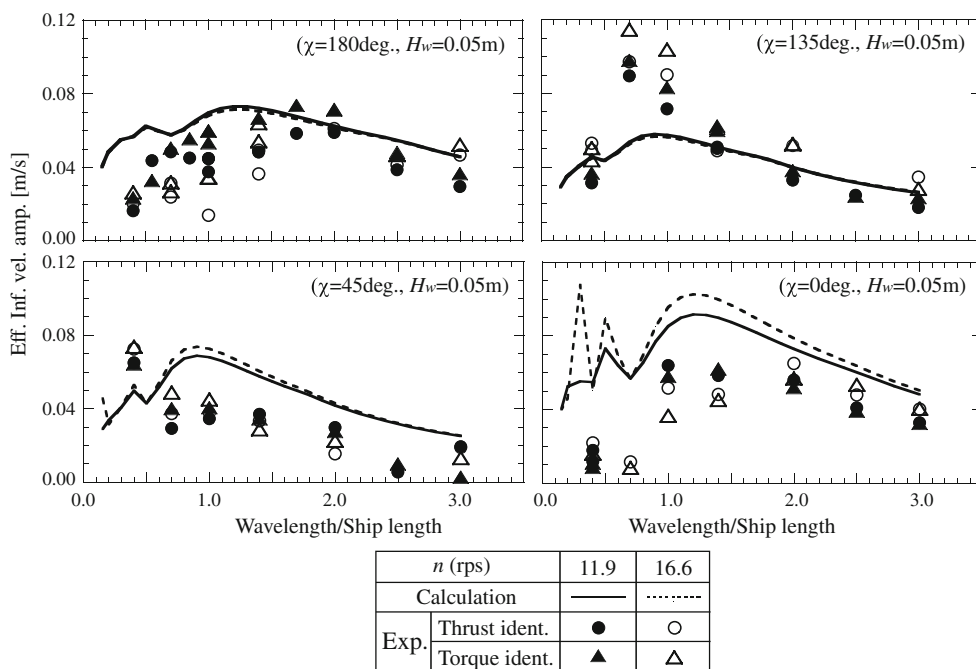 0.12
(χ=180deg., Hw=0.05m)
(χ=135deg., Hw=0.05m)
0.08
0.04
0.00
Eff. Inf. vel. amp. [m/s]
0.12
(χ=45deg., Hw=0.05m)
(χ=0deg., Hw=0.05m)
0.08
0.04
0.00
0.0 1.0 2.0 3.0
0.0 1.0 2.0 3.0
Wavelength/Ship length
Wavelength/Ship length
n (rps) 11.9 16.6
Calculation
Exp. Thrust ident.
Torque ident.